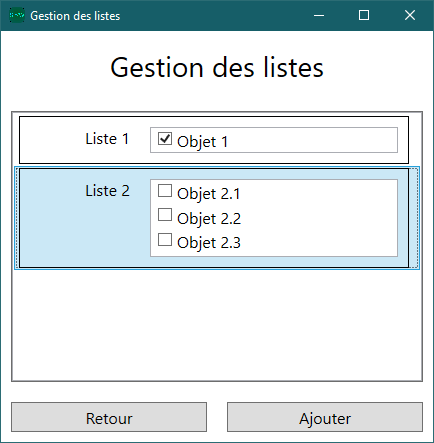 Gestion des listes
Gestion des listes
Liste 1
Objet 1
Liste 2
Objet 2.1
Objet 2.2
Objet 2.3
Retour
Ajouter